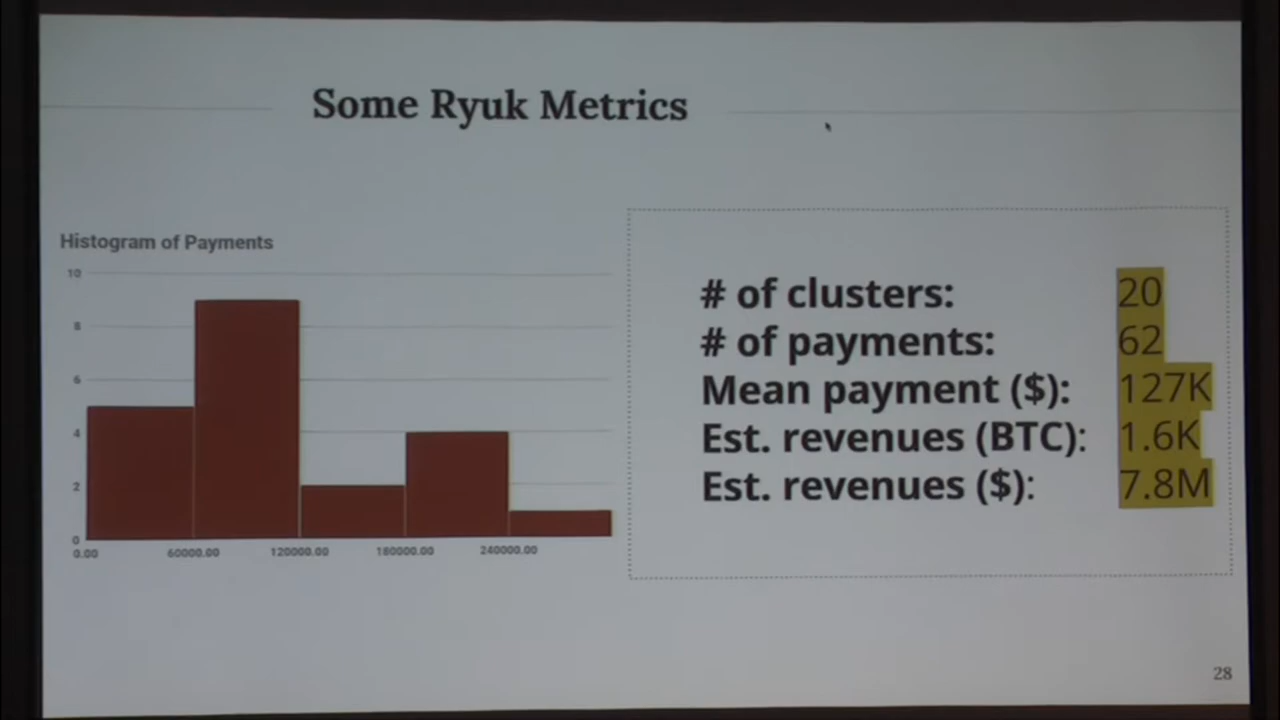 Some Ryuk Metrics
Histogram of Payments
10
8
6
4
2
0
0.00 60000.00 120000.00 180000.00 240000.00
# of clusters: 20
# of payments: 62
Mean payment ($): 127K
Est. revenues (BTC): 1.6K
Est. revenues ($): 7.8M
28